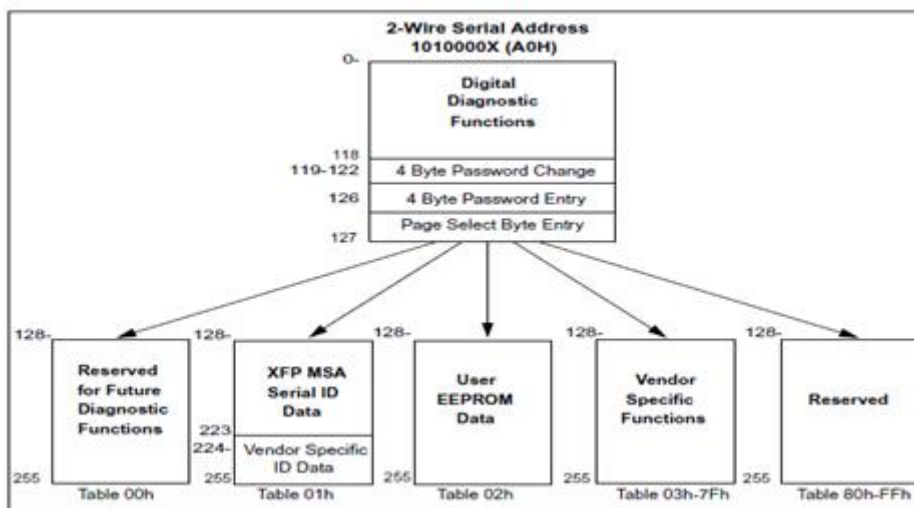 2-Wire Serial Address
1010000X (A0H)
0-
Digital
Diagnostic
Functions
118
119-122
4 Byte Password Change
126
4 Byte Password Entry
Page Select Byte Entry
127
128-
Reserved
for Future
Diagnostic
Functions
255
Table 00h
128-
XFP MSA
Serial ID
Data
223
224-
Vendor Specific
ID Data
255
Table 01h
128-
User
EEPROM
Data
255
Table 02h
128-
Vendor
Specific
Functions
255
Table 03h-7Fh
128-
Reserved
255
Table 80h-FFh